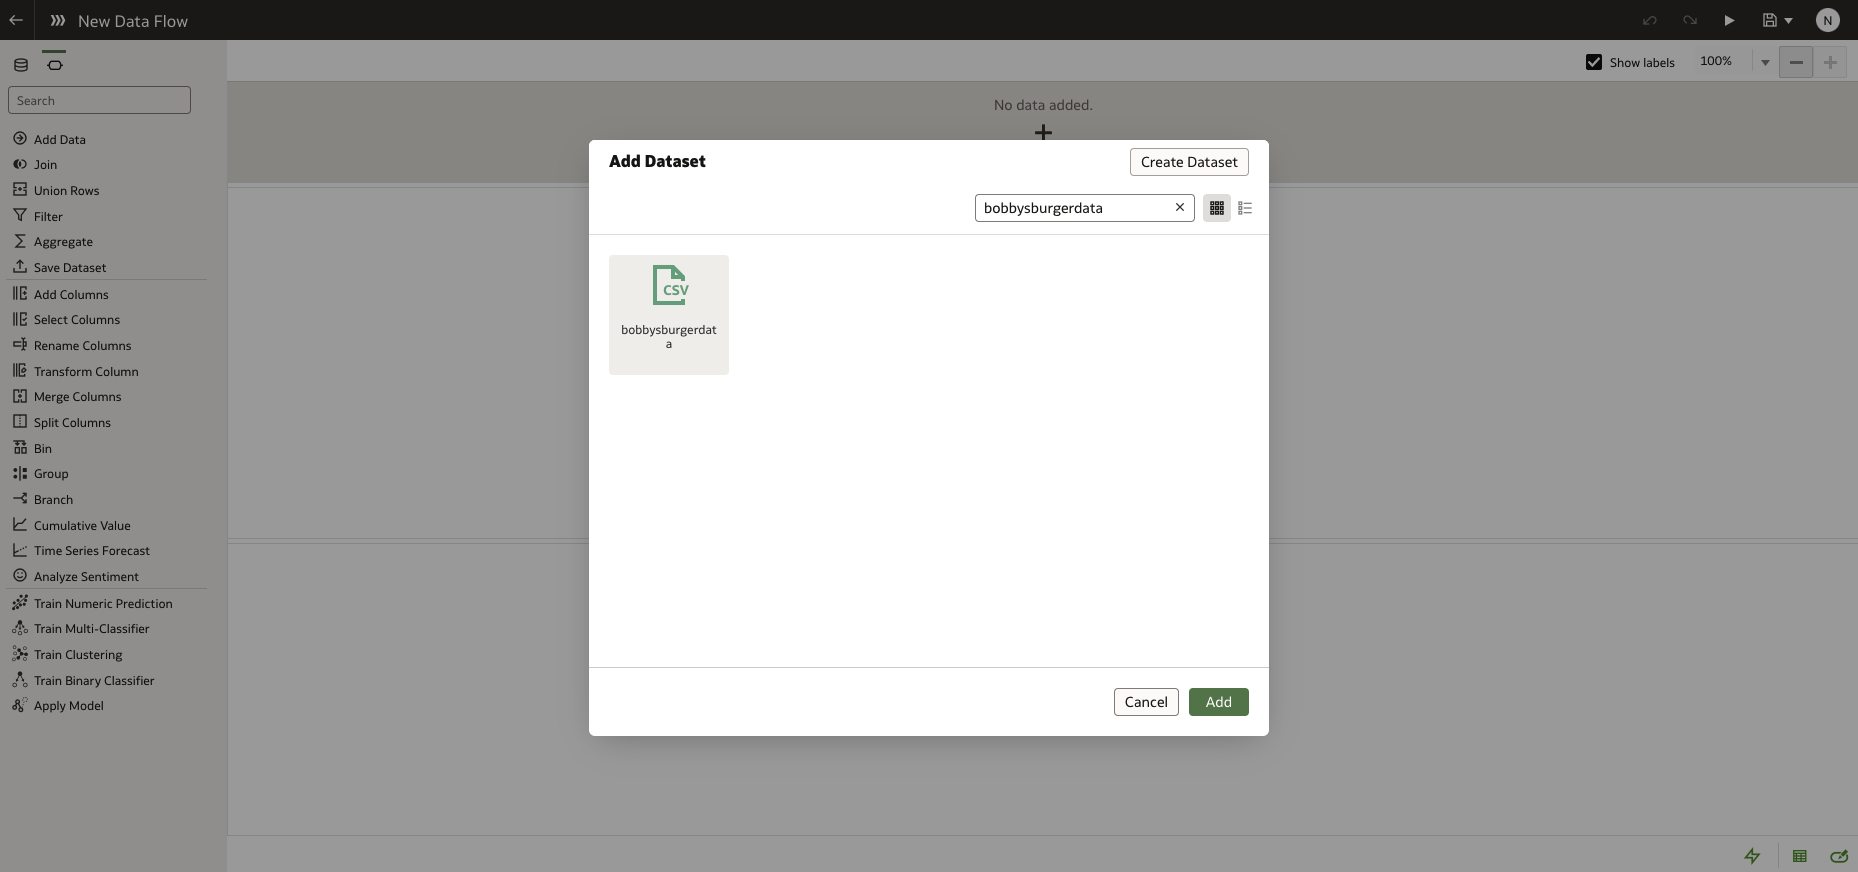 New Data Flow
N
Show labels
100%
Search
Add Data
Join
Union Rows
Filter
Aggregate
Save Dataset
Add Columns
Select Columns
Rename Columns
Transform Column
Merge Columns
Split Columns
Bin
Group
Branch
Cumulative Value
Time Series Forecast
Analyze Sentiment
Train Numeric Prediction
Train Multi-Classifier
Train Clustering
Train Binary Classifier
Apply Model
No data added.
Add Dataset
Create Dataset
bobbysburgerdata
CSV
bobbysburgerdat
a
Cancel
Add